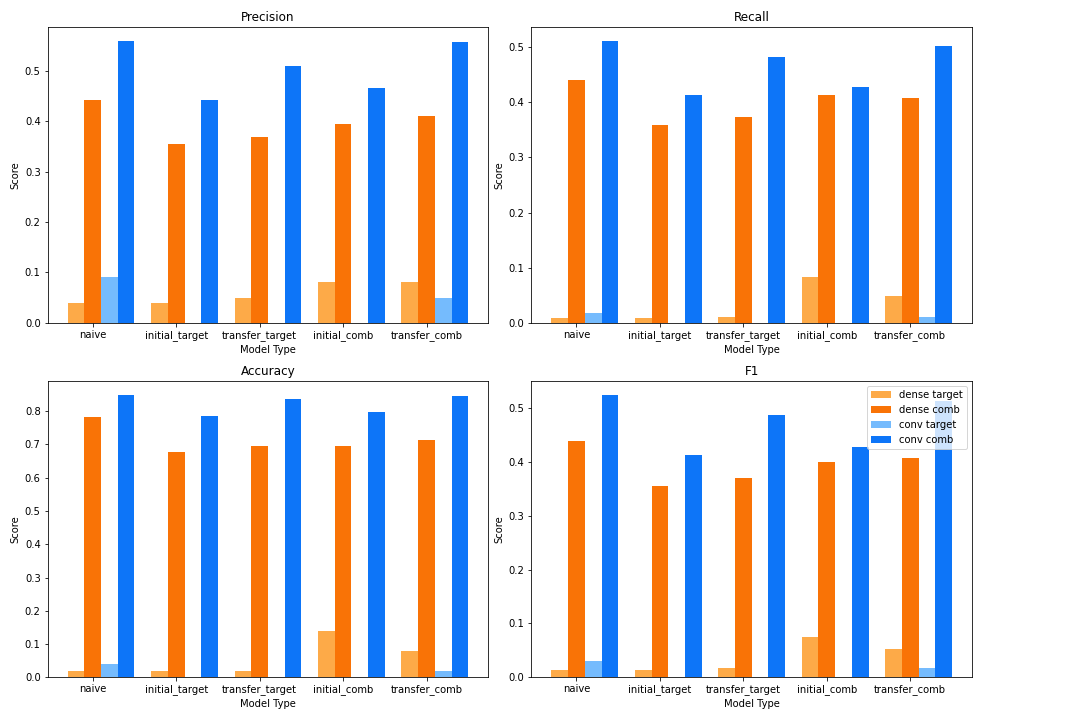 Precision
Score
0.5
0.4
0.3
0.2
0.1
0.0
naive initial_target transfer_target initial_comb transfer_comb
Model Type
Recall
Score
0.5
0.4
0.3
0.2
0.1
0.0
naive initial_target transfer_target initial_comb transfer_comb
Model Type
Accuracy
Score
0.8
0.7
0.6
0.5
0.4
0.3
0.2
0.1
0.0
naive initial_target transfer_target initial_comb transfer_comb
Model Type
F1
Score
0.5
0.4
0.3
0.2
0.1
0.0
dense target
dense comb
conv target
conv comb
naive initial_target transfer_target initial_comb transfer_comb
Model Type